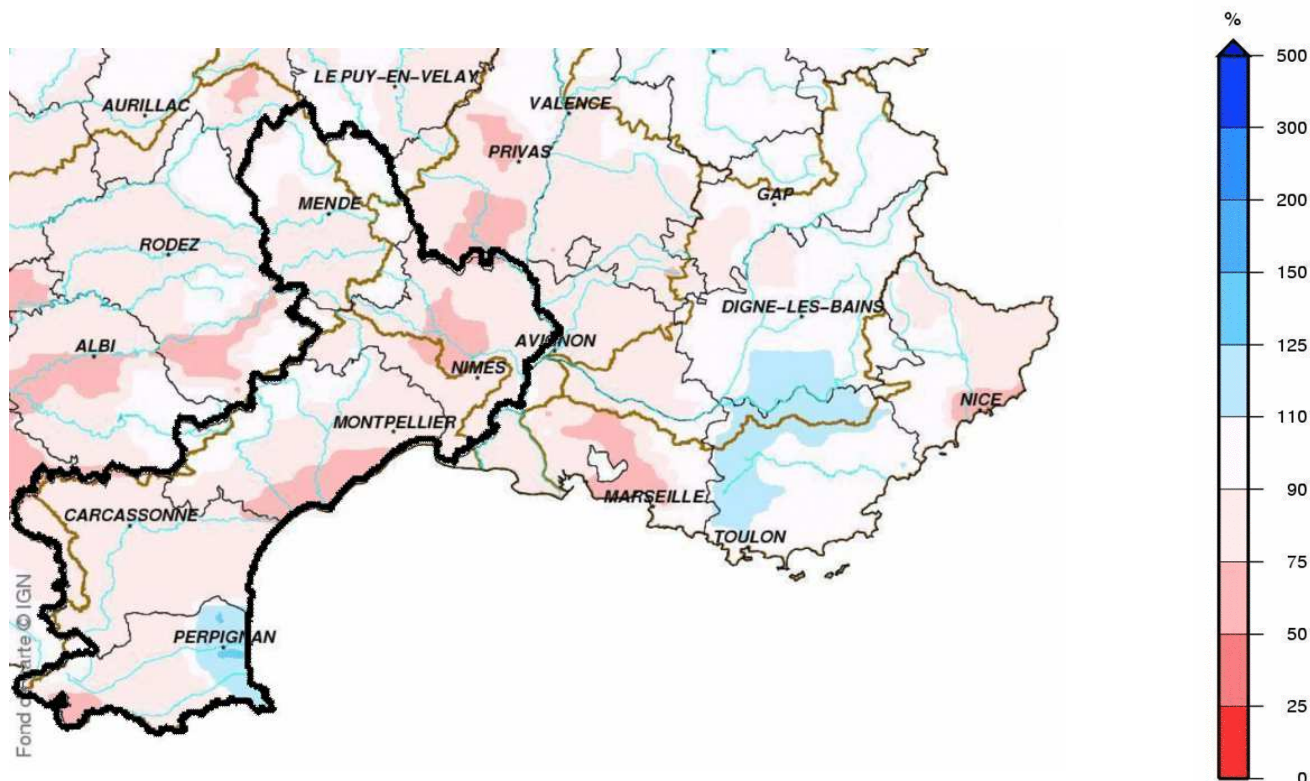 %
500
300
200
150
125
110
90
75
50
25
0
LE PUY-EN-VELAY
AURILLAC
VALENCE
PRIVAS
MENDE
GAP
RODEZ
DIGNE-LES-BAINS
ALBI
AVIGNON
NIMES
NICE
MONTPELLIER
MARSEILLE
CARCASSONNE
TOULON
PERPIGNAN
Fond de carte © IGN